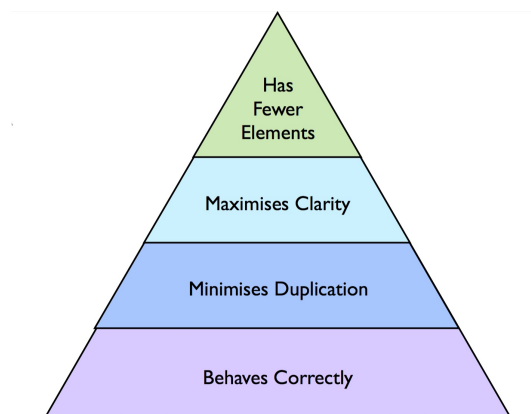 Has
Fewer
Elements
Maximises Clarity
Minimises Duplication
Behaves Correctly